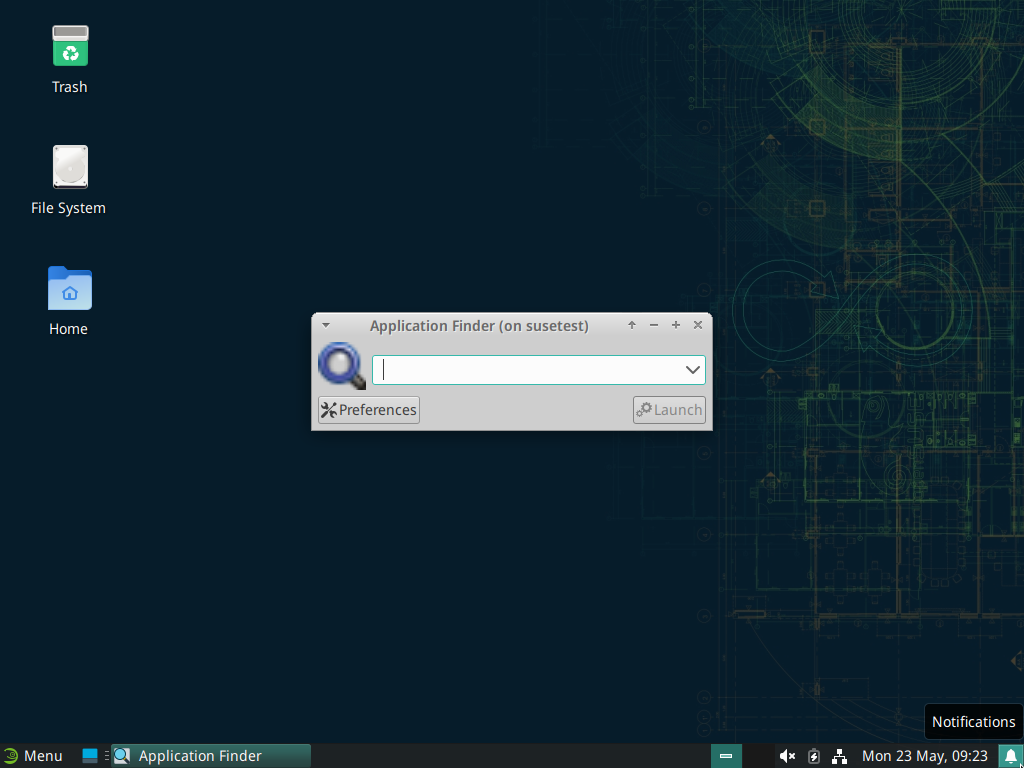 Trash
File System
Home
Application Finder (on susetest)
Preferences
Launch
Notifications
Menu
Application Finder
Mon 23 May, 09:23